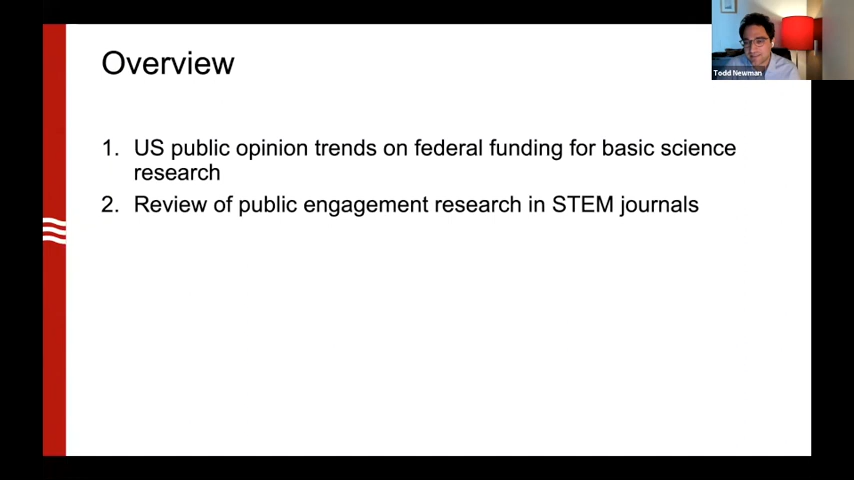 Overview
Todd Newman
1. US public opinion trends on federal funding for basic science
research
2. Review of public engagement research in STEM journals